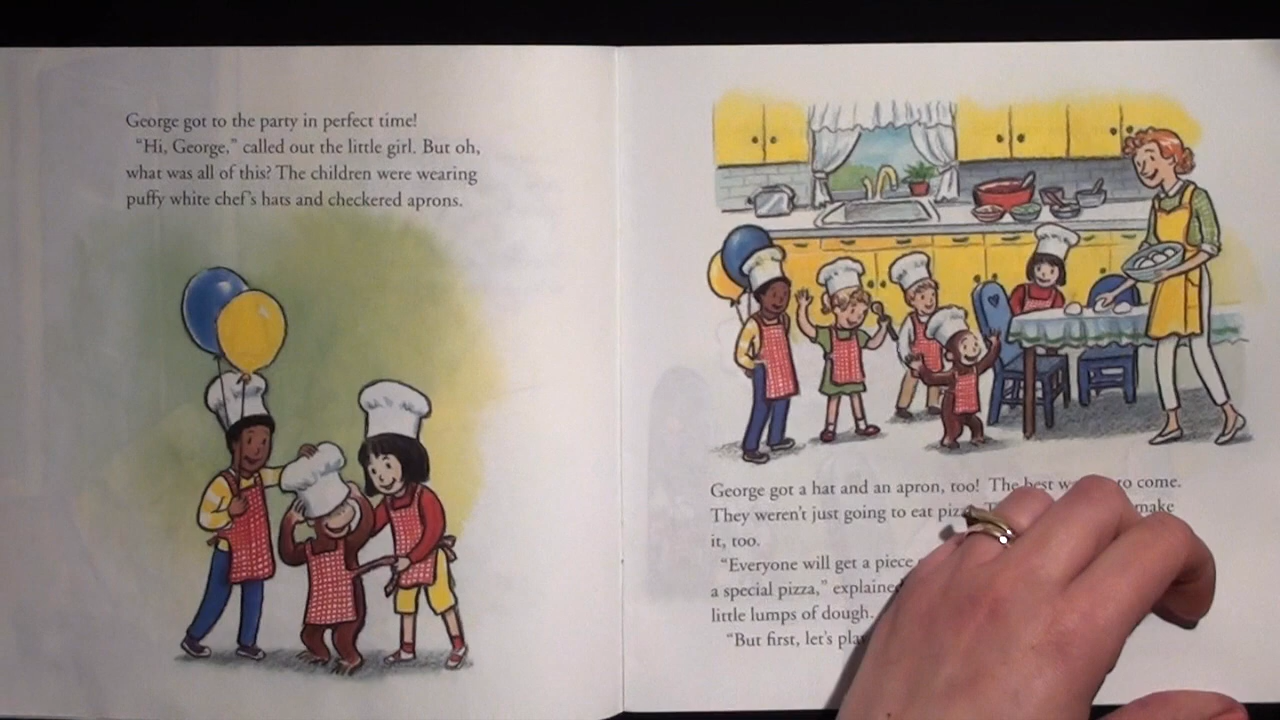 George got to the party in perfect time!
“Hi, George,” called out the little girl. But oh,
what was all of this? The children were wearing
puffy white chef’s hats and checkered aprons.
George got a hat and an apron, too! The best to come.
They weren’t just going to eat make
it, too.
“Everyone will get a piece
a special pizza,” explained
little lumps of dough.
“But first, let’s